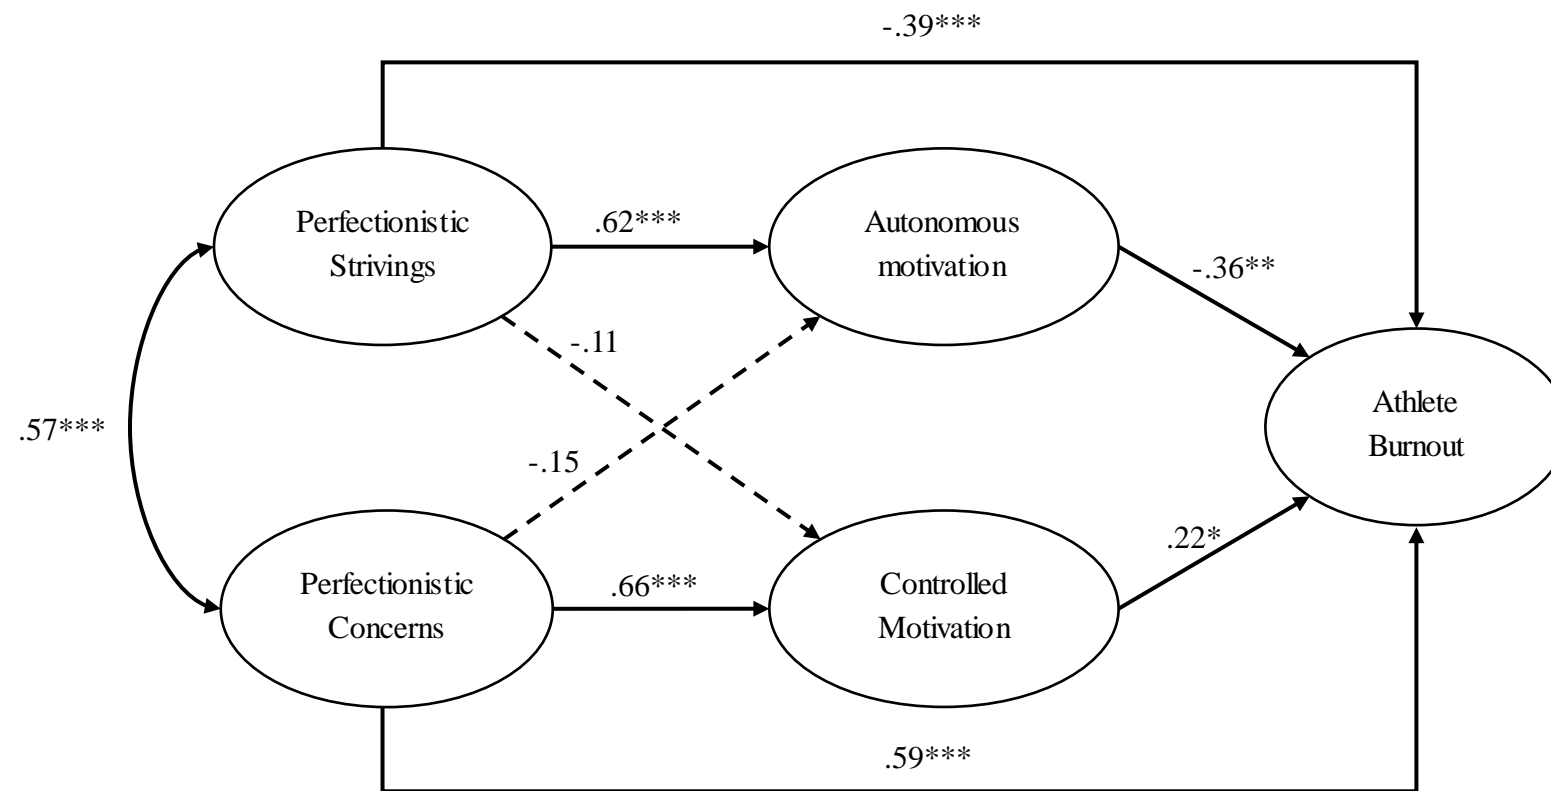 -.39***
Perfectionistic
Strivings
.62***
Autonomous
motivation
-.36**
-.11
.57***
-.15
Athlete
Burnout
Perfectionistic
Concerns
.66***
Controlled
Motivation
.22*
.59***